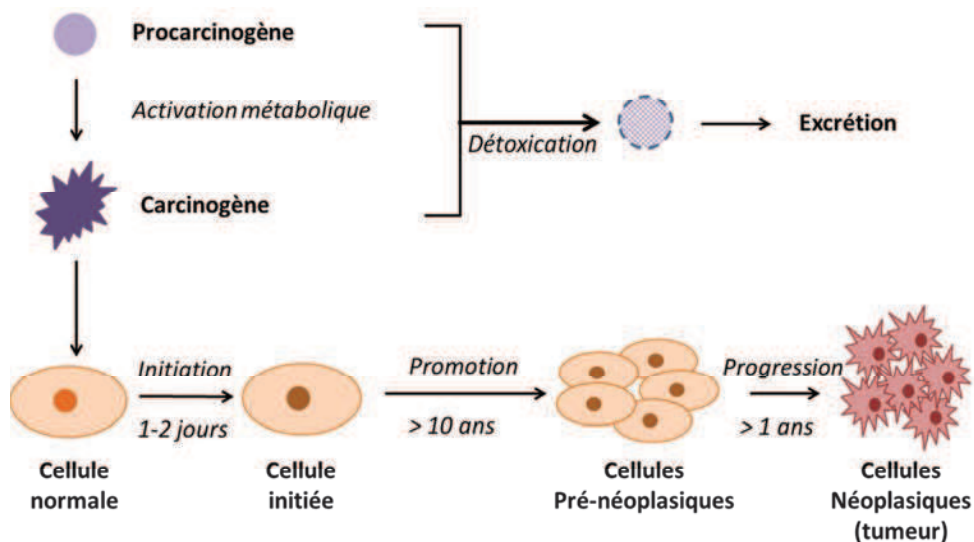 Procarcinogène
Activation métabolique
Détoxication
Excrétion
Carcinogène
Initiation
1-2 jours
Promotion
> 10 ans
Progression
> 1 ans
Cellule
normale
Cellule
initiée
Cellules
Pré-néoplasiques
Cellules
Néoplasiques
(tumeur)